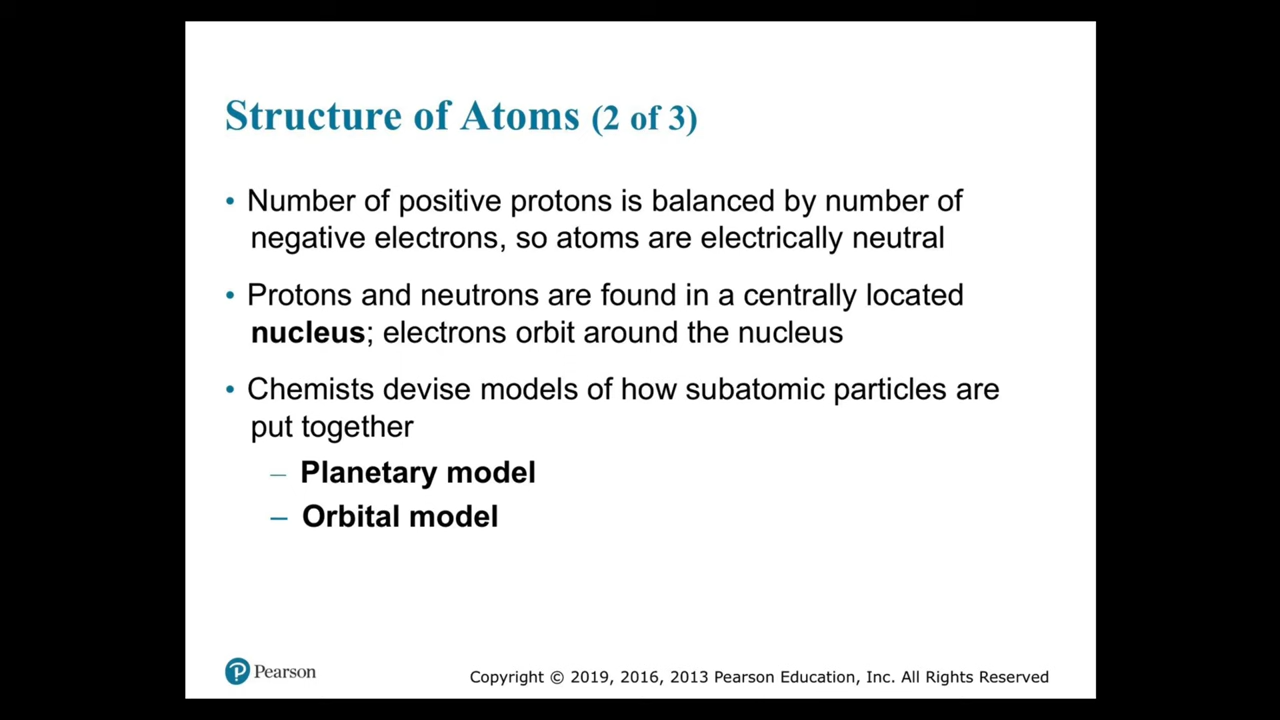 Structure of Atoms (2 of 3)
• Number of positive protons is balanced by number of
negative electrons, so atoms are electrically neutral
• Protons and neutrons are found in a centrally located
nucleus; electrons orbit around the nucleus
• Chemists devise models of how subatomic particles are
put together
– Planetary model
– Orbital model
P Pearson
Copyright © 2019, 2016, 2013 Pearson Education, Inc. All Rights Reserved